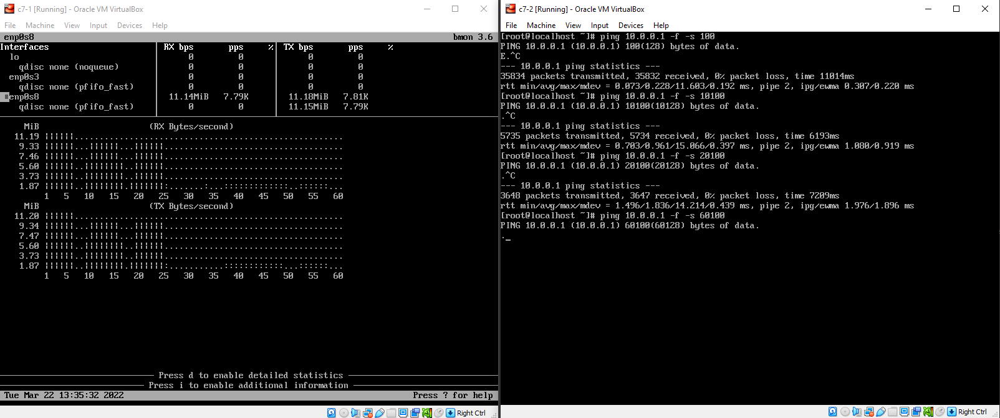 c7-1 [Running] - Oracle VM VirtualBox
File Machine View Input Devices Help
enp0s8 bmon 3.6
Interfaces RX bps pps % TX bps pps %
lo 0 0 0 0
qdisc none (noqueue) 0 0 0 0
enp0s3 0 0 0 0
qdisc none (pfifo_fast) 0 0 0 0
enp0s8 11.14MiB 7.79K 11.18MiB 7.81K
qdisc none (pfifo_fast) 0 0 11.15MiB 7.79K
MiB (RX Bytes/second)
11.19 ||||||......................................................
9.33 ||||||...|||||||...||||||....................................
7.46 ||||||...|||||||...||||||....................................
5.60 ||||||..||||||||..|||||||....................................
3.73 ||||||..||||||||..|||||||....................................
1.87 ||||||..||||||||.||||||||:.......:...:::::::::::::..::::::...
1 5 10 15 20 25 30 35 40 45 50 55 60
MiB (TX Bytes/second)
11.20 ||||||......................................................
9.34 ||||||...|||||||...||||||....................................
7.47 ||||||...|||||||...||||||....................................
5.60 ||||||..||||||||..|||||||....................................
3.73 ||||||..||||||||..|||||||....................................
1.87 ||||||..||||||||.||||||||:...........::::::::::::...::::::...
1 5 10 15 20 25 30 35 40 45 50 55 60
Press d to enable detailed statistics
Press i to enable additional information
Tue Mar 22 13:35:32 2022 Press ? for help
Right Ctrl
c7-2 [Running] - Oracle VM VirtualBox
File Machine View Input Devices Help
[root@localhost ~]# ping 10.0.0.1 -f -s 100
PING 10.0.0.1 (10.0.0.1) 100(128) bytes of data.
E.^C
--- 10.0.0.1 ping statistics ---
35834 packets transmitted, 35832 received, 0% packet loss, time 11014ms
rtt min/avg/max/mdev = 0.073/0.228/11.603/0.192 ms, pipe 2, ipg/ewma 0.307/0.220 ms
[root@localhost ~]# ping 10.0.0.1 -f -s 10100
PING 10.0.0.1 (10.0.0.1) 10100(10128) bytes of data.
.^C
--- 10.0.0.1 ping statistics ---
5735 packets transmitted, 5734 received, 0% packet loss, time 6193ms
rtt min/avg/max/mdev = 0.703/0.961/15.066/0.397 ms, pipe 2, ipg/ewma 1.080/0.919 ms
[root@localhost ~]# ping 10.0.0.1 -f -s 20100
PING 10.0.0.1 (10.0.0.1) 20100(20128) bytes of data.
.^C
--- 10.0.0.1 ping statistics ---
3648 packets transmitted, 3647 received, 0% packet loss, time 7209ms
rtt min/avg/max/mdev = 1.496/1.836/14.214/0.439 ms, pipe 2, ipg/ewma 1.976/1.896 ms
[root@localhost ~]# ping 10.0.0.1 -f -s 60100
PING 10.0.0.1 (10.0.0.1) 60100(60128) bytes of data.
._
Right Ctrl